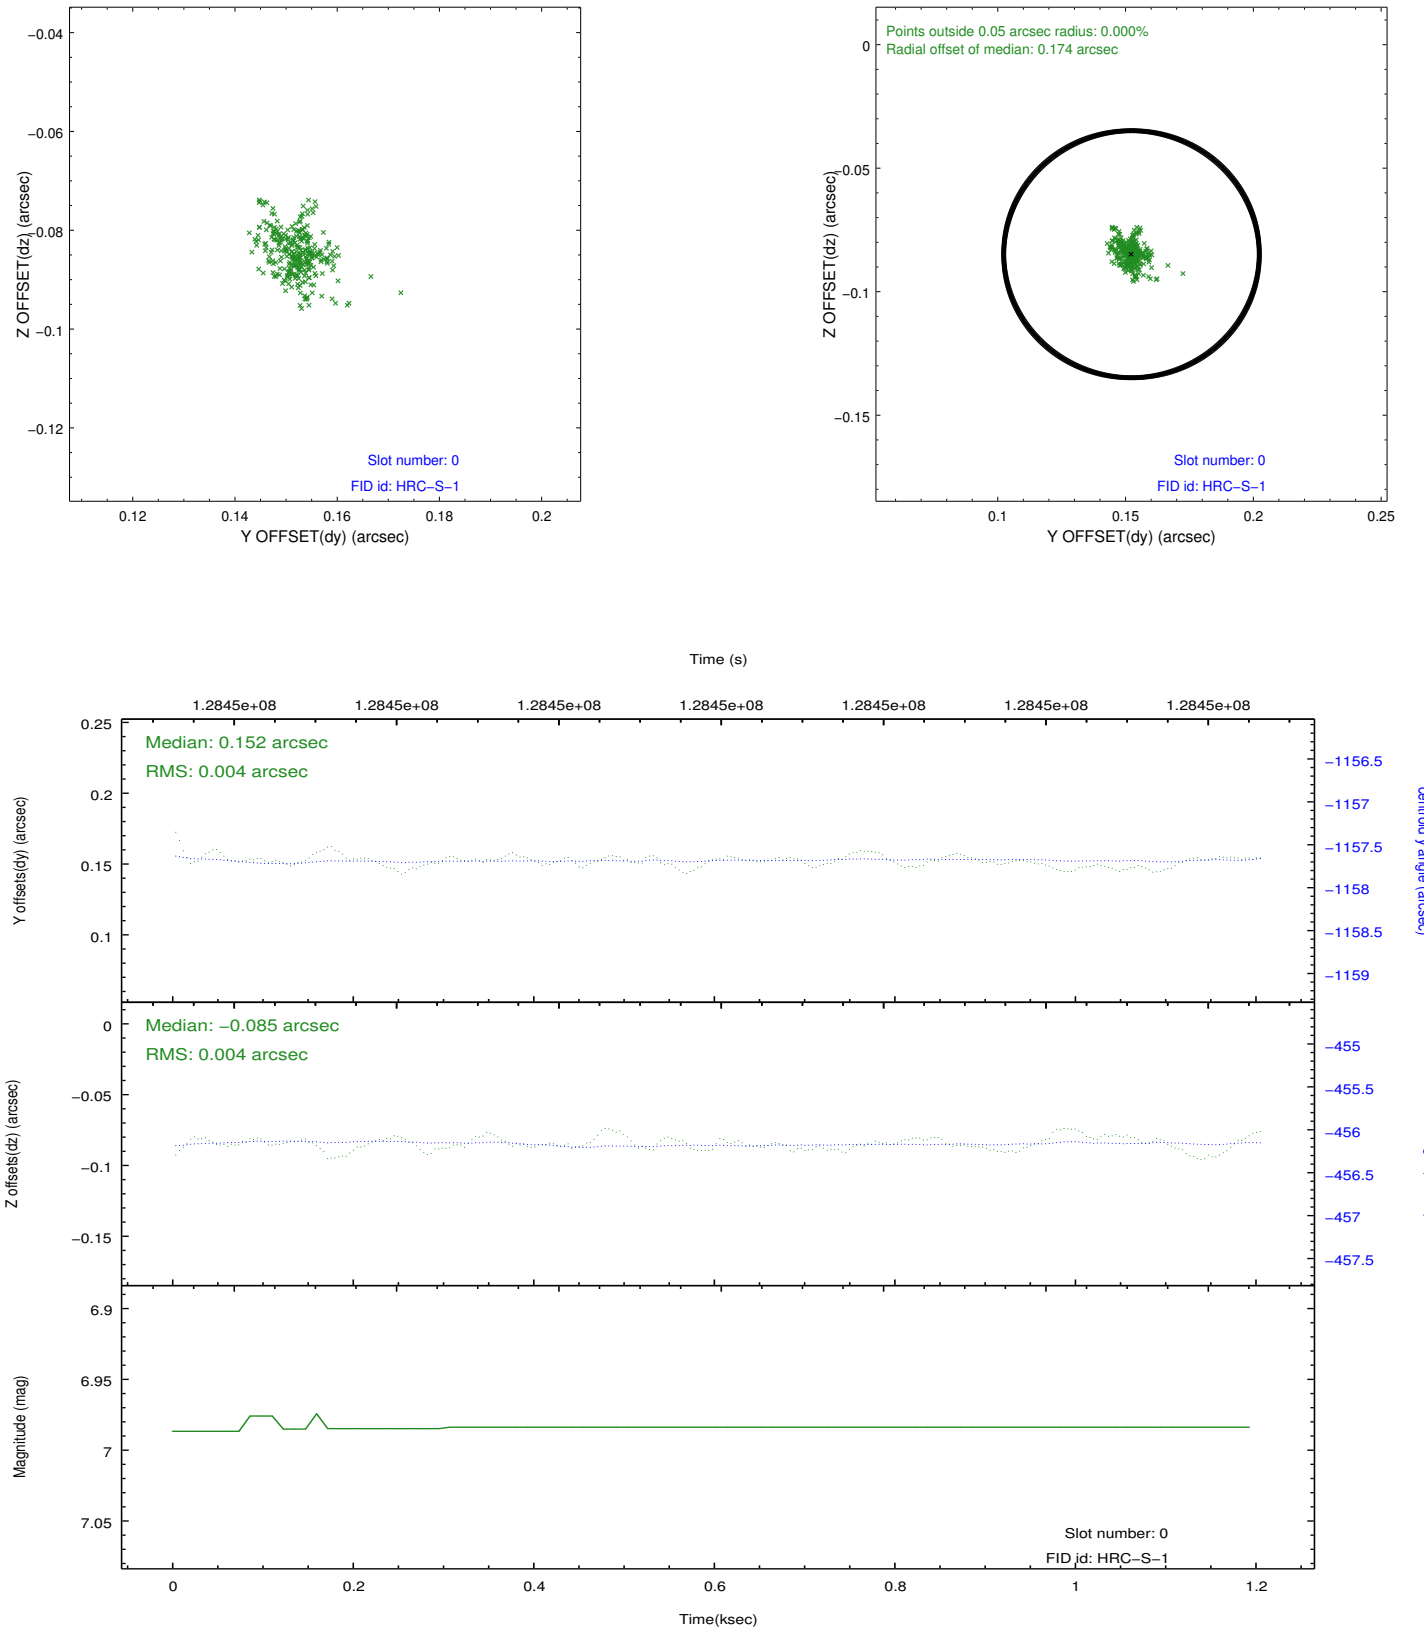 −0.04
−0.06
−0.08
−0.1
−0.12
Z OFFSET(dz) (arcsec)
Slot number: 0
FID id: HRC−S−1
0.12 0.14 0.16 0.18 0.2
Y OFFSET(dy) (arcsec)
Points outside 0.05 arcsec radius: 0.000%
Radial offset of median: 0.174 arcsec
0
−0.05
−0.1
−0.15
Z OFFSET(dz) (arcsec)
Slot number: 0
FID id: HRC−S−1
0.1 0.15 0.2 0.25
Y OFFSET(dy) (arcsec)
Time (s)
1.2845e+08 1.2845e+08 1.2845e+08 1.2845e+08 1.2845e+08 1.2845e+08 1.2845e+08
Median: 0.152 arcsec
RMS: 0.004 arcsec
0.25
0.2
0.15
0.1
Y offsets(dy) (arcsec)
−1156.5
−1157
−1157.5
−1158
−1158.5
−1159
centroid y angle (arcsec)
Median: −0.085 arcsec
RMS: 0.004 arcsec
0
−0.05
−0.1
−0.15
Z offsets(dz) (arcsec)
−455
−455.5
−456
−456.5
−457
−457.5
6.9
6.95
7
7.05
Magnitude (mag)
Slot number: 0
FID id: HRC−S−1
0 0.2 0.4 0.6 0.8 1 1.2
Time(ksec)